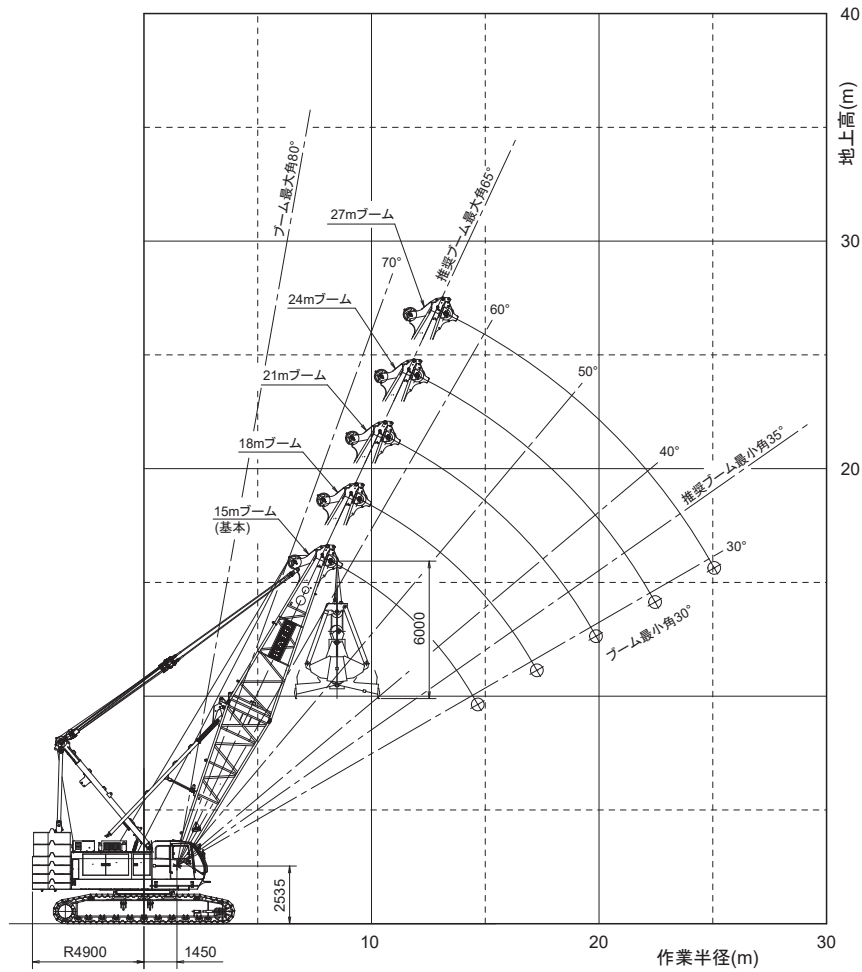 40
地上高(m)
ブーム最大角80°
推奨ブーム最大角65°
27mブーム
30
70°
24mブーム
60°
21mブーム
50°
18mブーム
40°
推奨ブーム最小角35°
20
15mブーム
(基本)
30°
ブーム最小角30°
6000
2535
R4900
1450
10
20
30
作業半径(m)